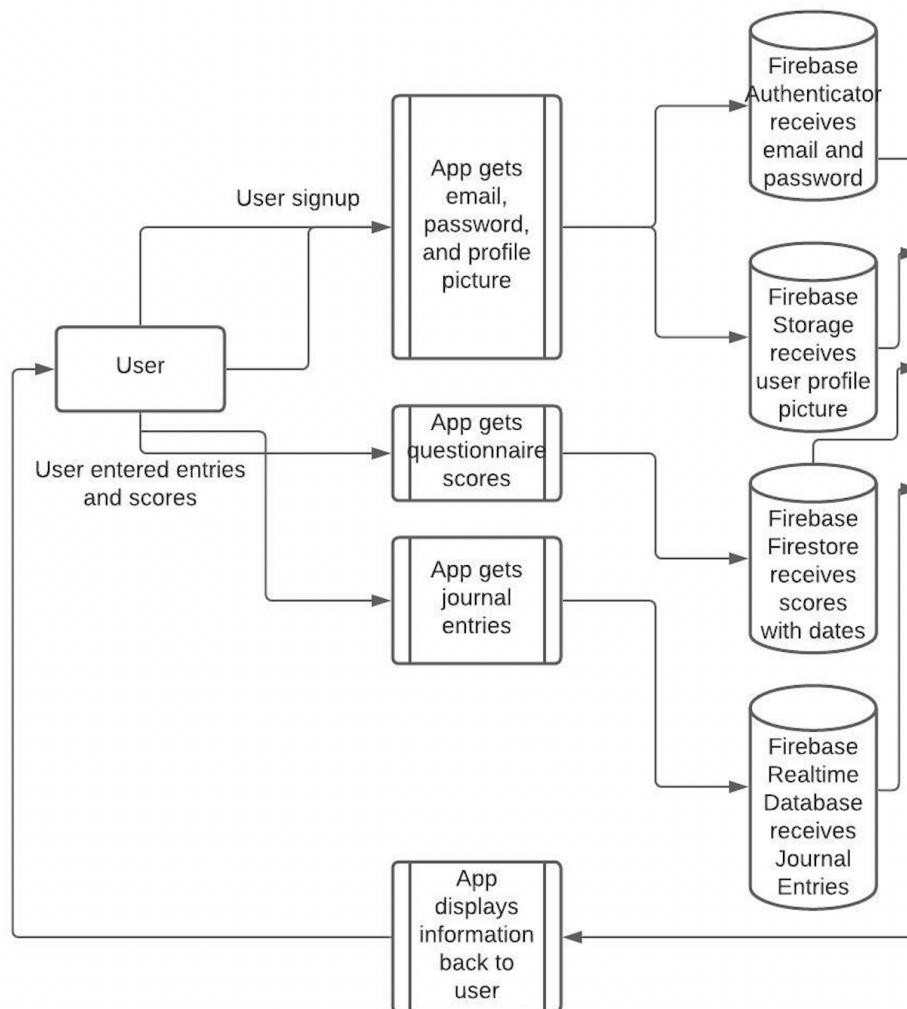 Firebase
Authenticator
receives
email and
password
User signup
App gets
email,
password,
and profile
picture
Firebase
Storage
receives
user profile
picture
User
App gets
questionnaire
scores
User entered entries
and scores
Firebase
Firestore
receives
scores
with dates
App gets
journal
entries
Firebase
Realtime
Database
receives
Journal
Entries
App
displays
information
back to
user